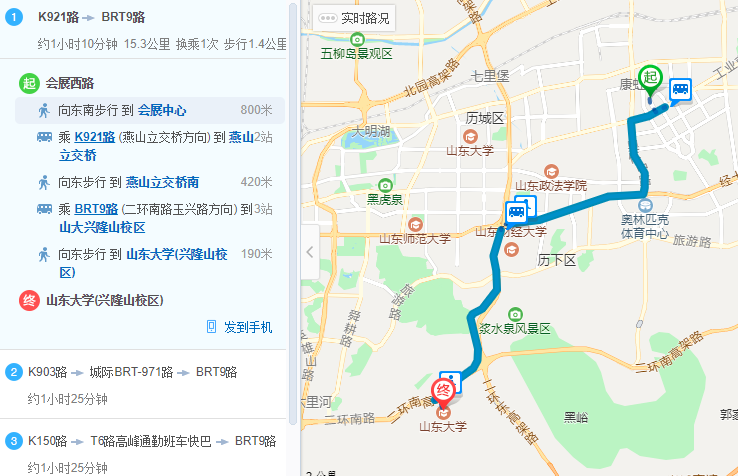 1 K921路 BRT9路
约1小时10分钟 15.3公里 换乘1次 步行1.4公里
起 会展西路
向东南步行 到 会展中心 800米
乘 K921路 (燕山立交桥方向) 到 燕山 2站
立交桥
向东步行 到 燕山立交桥南 420米
乘 BRT9路 (二环南路玉兴路方向) 到 3站
山大兴隆山校区
向东步行 到 山东大学(兴隆山校 190米
区)
终 山东大学(兴隆山校区)
发到手机
2 K903路 城际BRT-971路 BRT9路
约1小时25分钟
3 K150路 T6路高峰通勤班车快巴 BRT9路
约1小时25分钟
实时路况
五柳岛景观区
北园高架路
七里堡
康虹
起
工业
历城区
大明湖
山东大学
黑虎泉
山东政法学院
经十
奥林匹克
体育中心
山东师范大学
山东财经大学
旅游路
历下区
旅游路
舜耕路
浆水泉风景区
英雄山路
二环南高架路
终
六里河
二环南路
二环南高架路
山东大学
二环东高架路
黑峪
郭家
2 公里